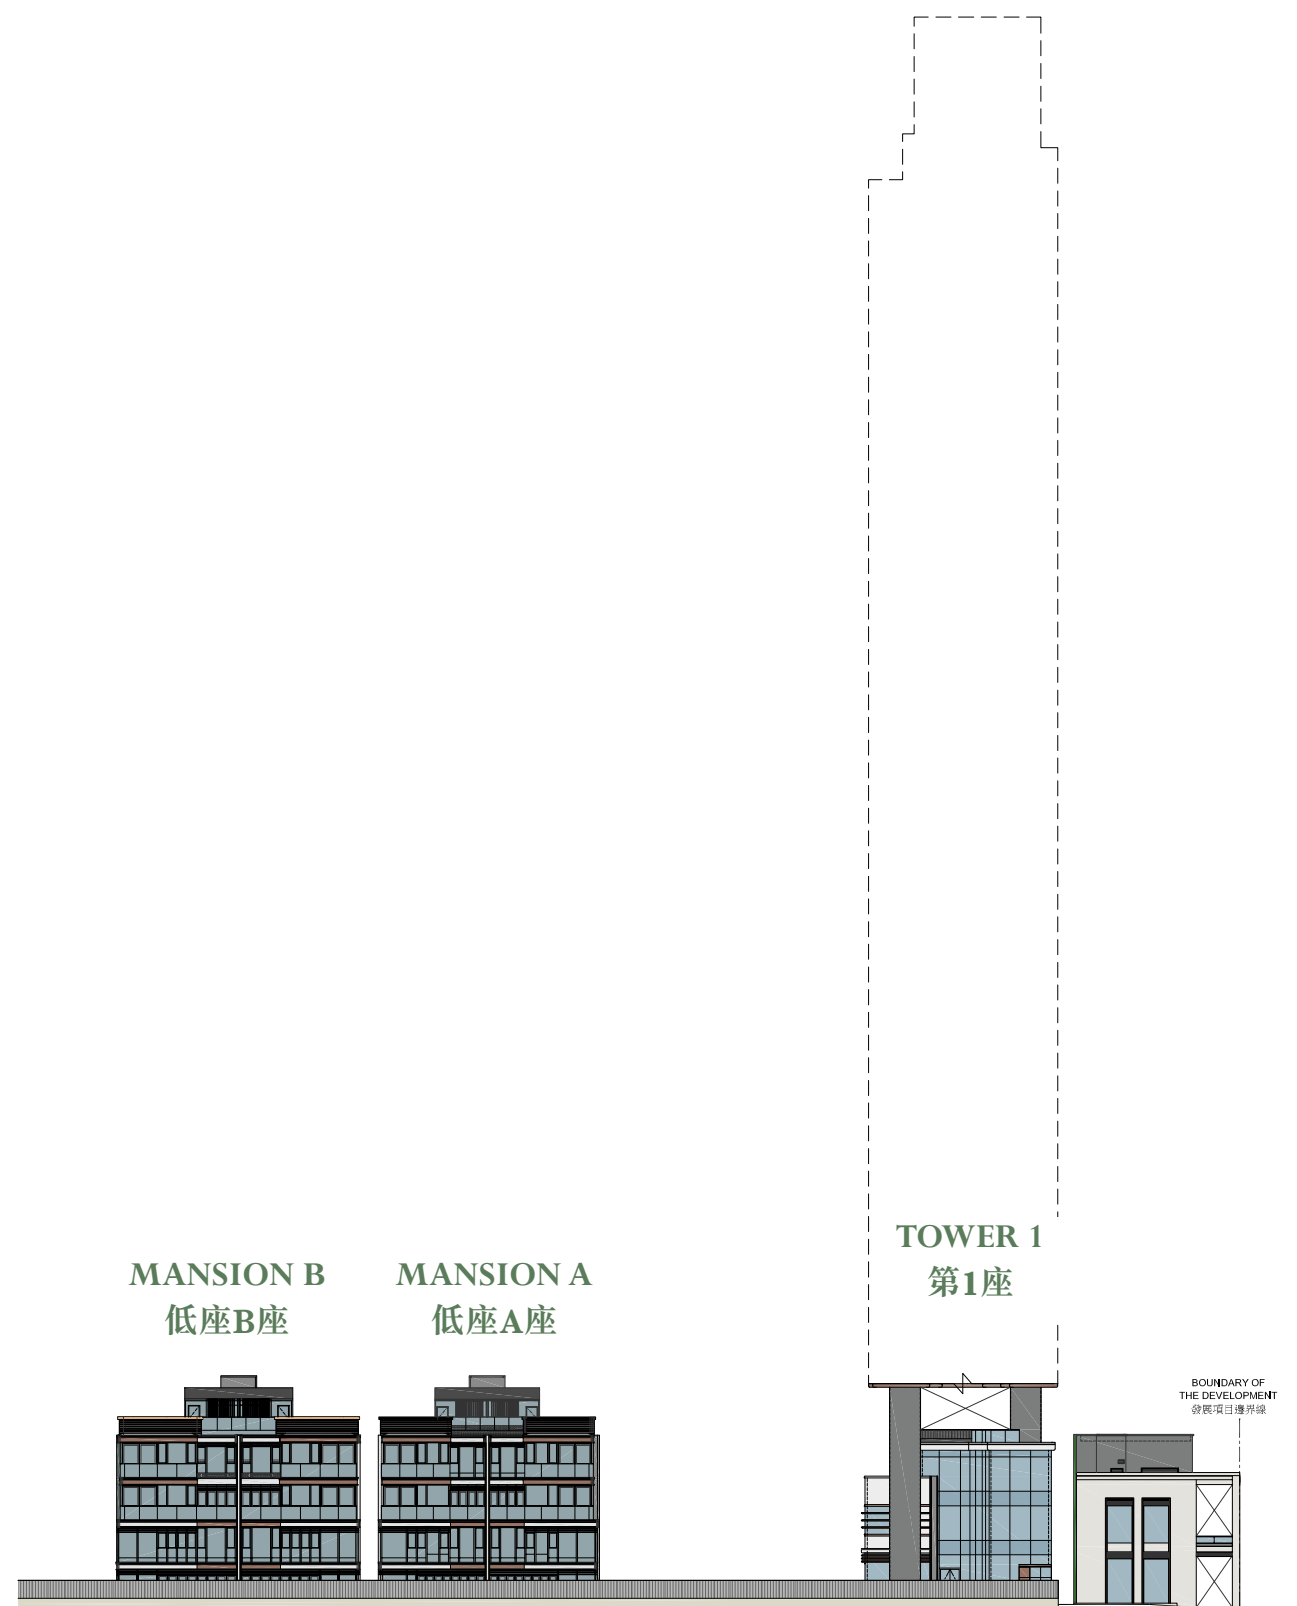 TOWER 1
第1座
MANSION B
低座B座
MANSION A
低座A座
BOUNDARY OF
THE DEVELOPMENT
發展項目邊界線